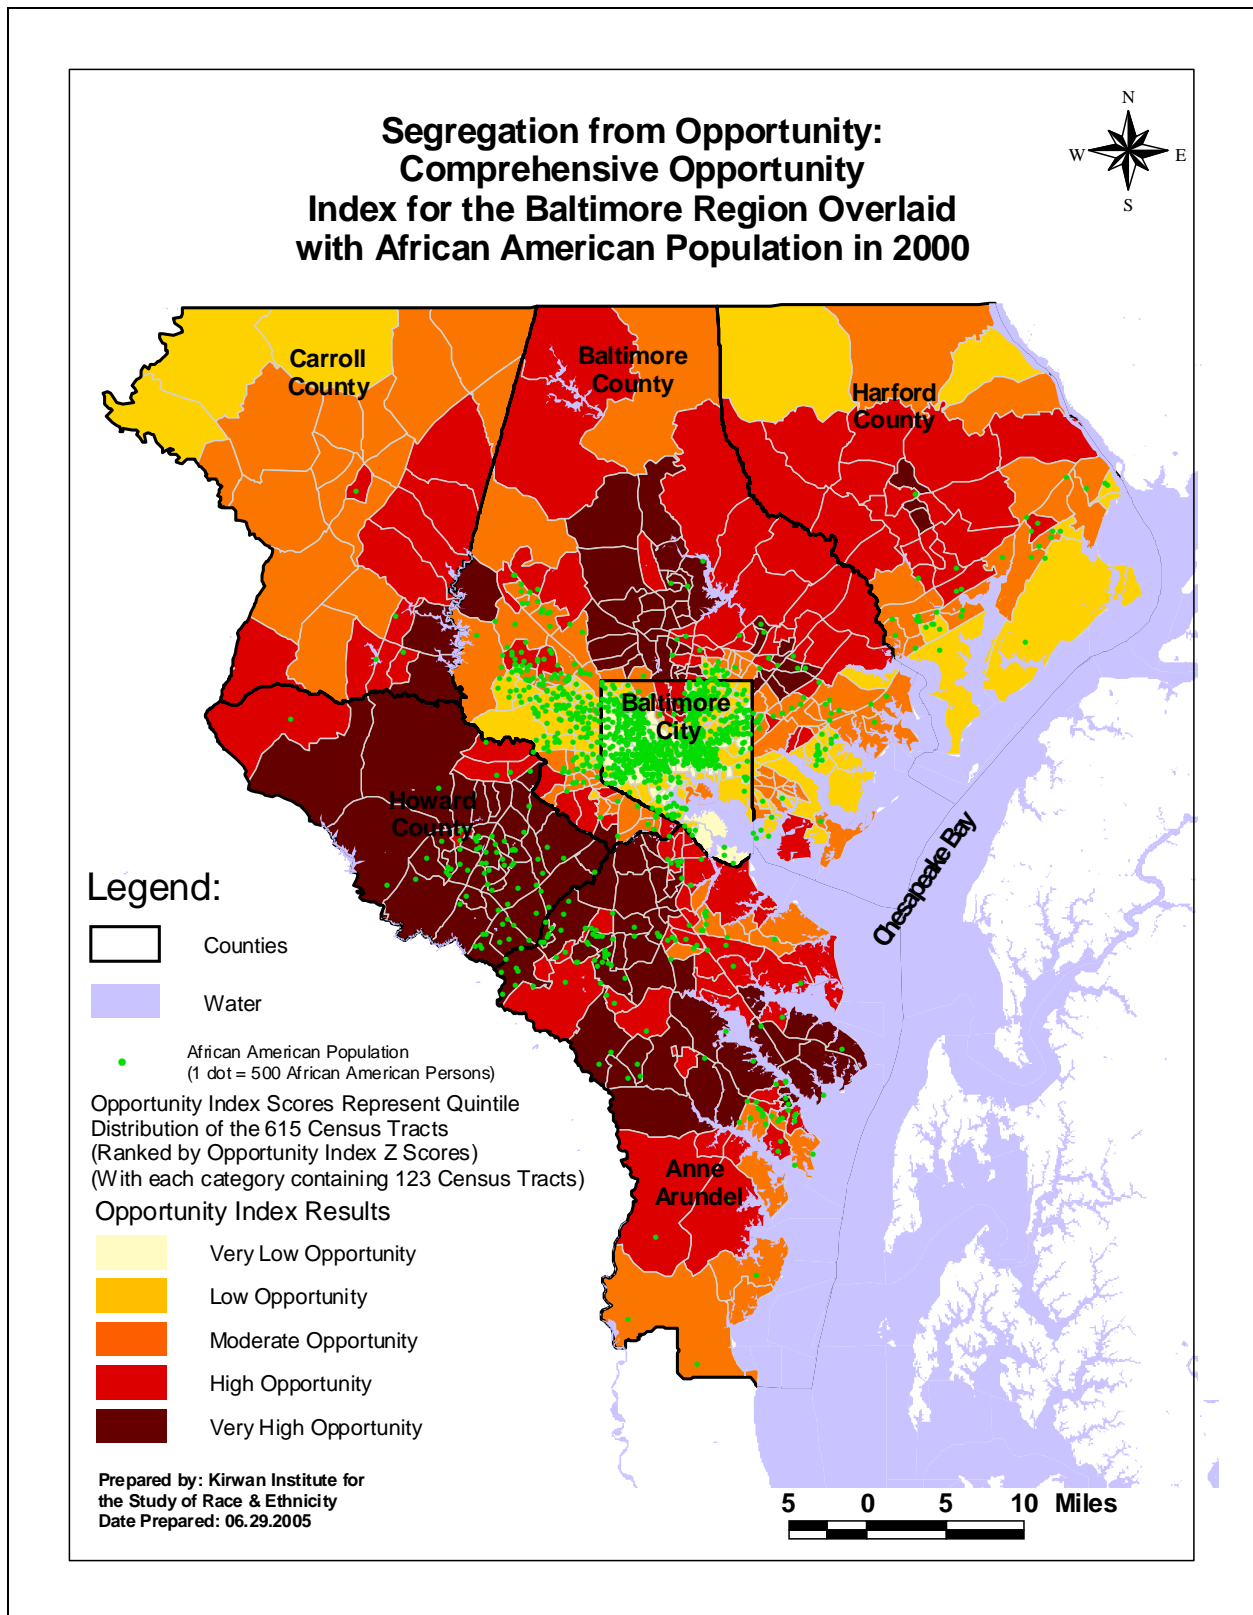 Segregation from Opportunity:
Comprehensive Opportunity
Index for the Baltimore Region Overlaid
with African American Population in 2000
N
W
E
S
Carroll
County
Baltimore
County
Harford
County
Baltimore
City
Howard
County
Chesapeake Bay
Anne
Arundel
Legend:
Counties
Water
African American Population
(1 dot = 500 African American Persons)
Opportunity Index Scores Represent Quintile
Distribution of the 615 Census Tracts
(Ranked by Opportunity Index Z Scores)
(With each category containing 123 Census Tracts)
Opportunity Index Results
Very Low Opportunity
Low Opportunity
Moderate Opportunity
High Opportunity
Very High Opportunity
Prepared by: Kirwan Institute for
the Study of Race & Ethnicity
Date Prepared: 06.29.2005
5 0 5 10 Miles